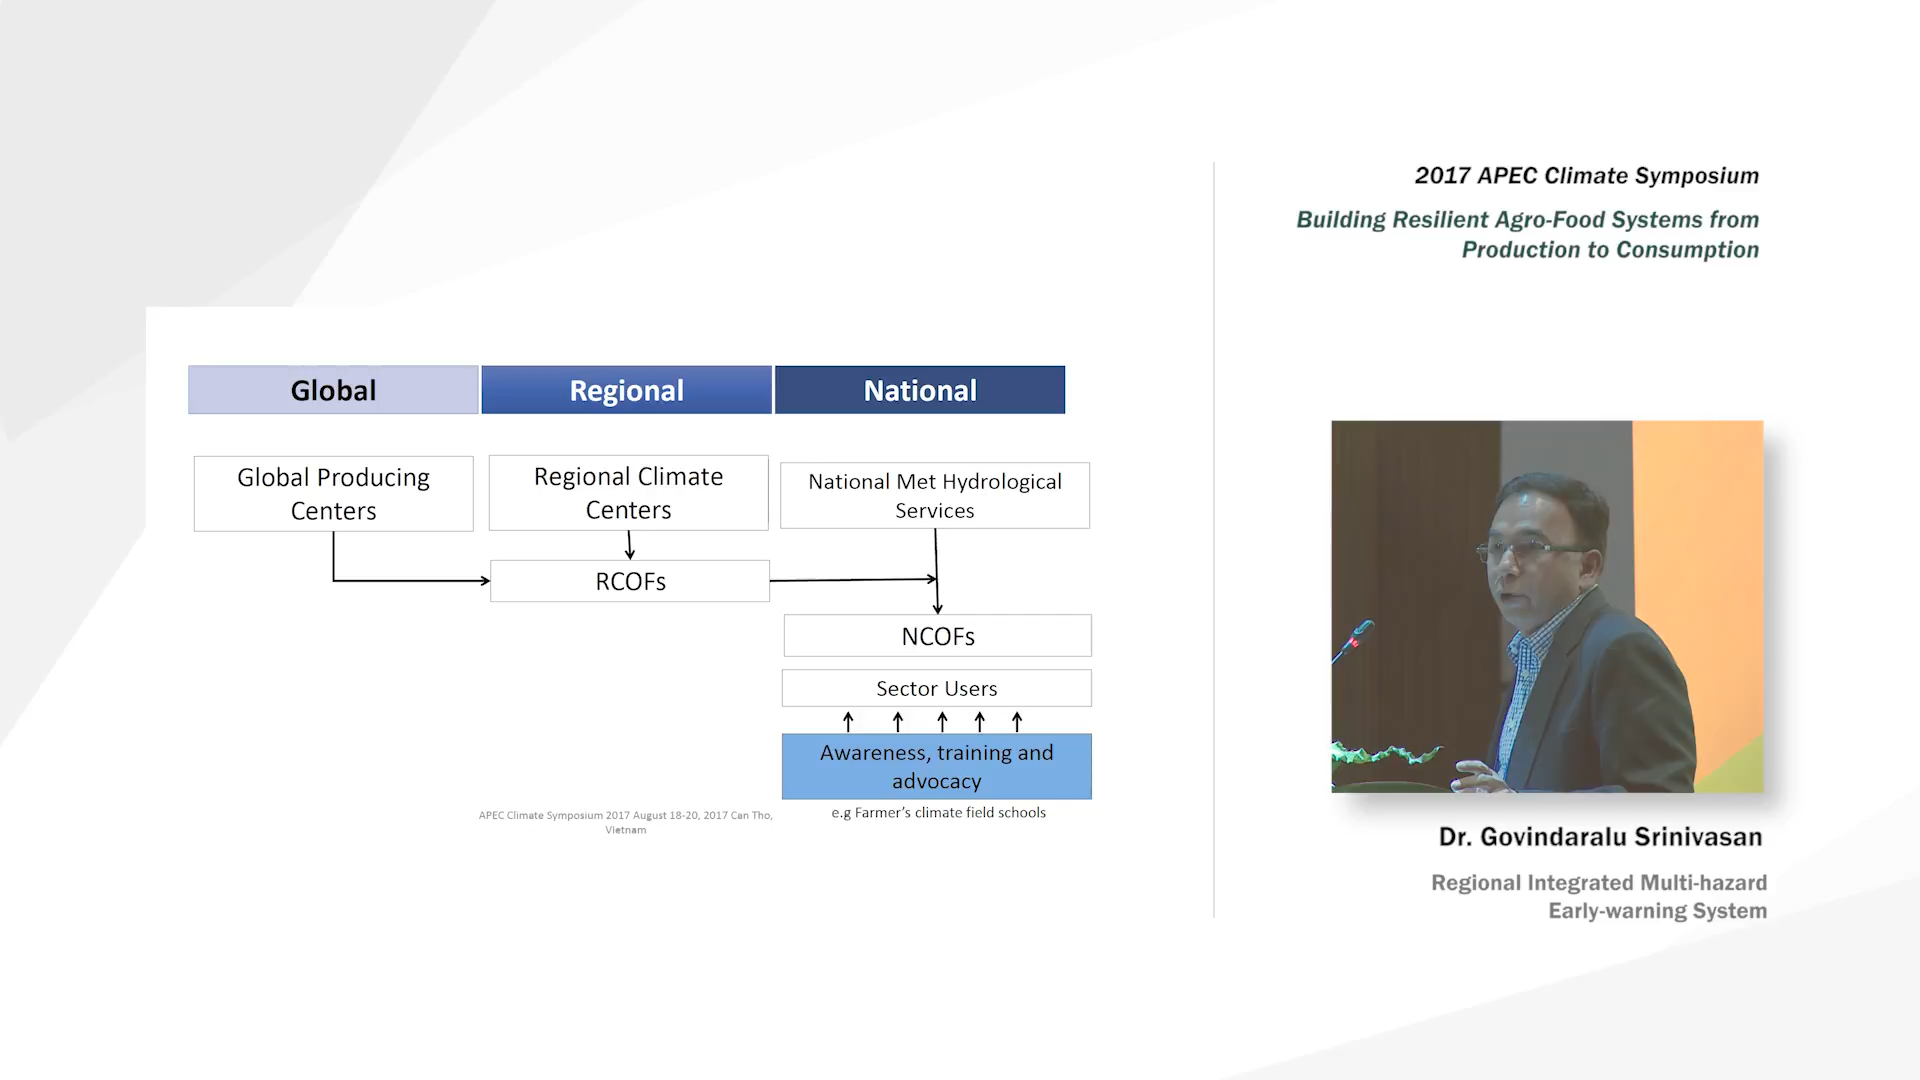 2017 APEC Climate Symposium
Building Resilient Agro-Food Systems from
Production to Consumption
Global
Regional
National
Global Producing
Centers
Regional Climate
Centers
National Met Hydrological
Services
RCOFs
NCOFs
Sector Users
Awareness, training and
advocacy
e.g Farmer's climate field schools
APEC Climate Symposium 2017 August 18-20, 2017 Can Tho,
Vietnam
Dr. Govindaralu Srinivasan
Regional Integrated Multi-hazard
Early-warning System